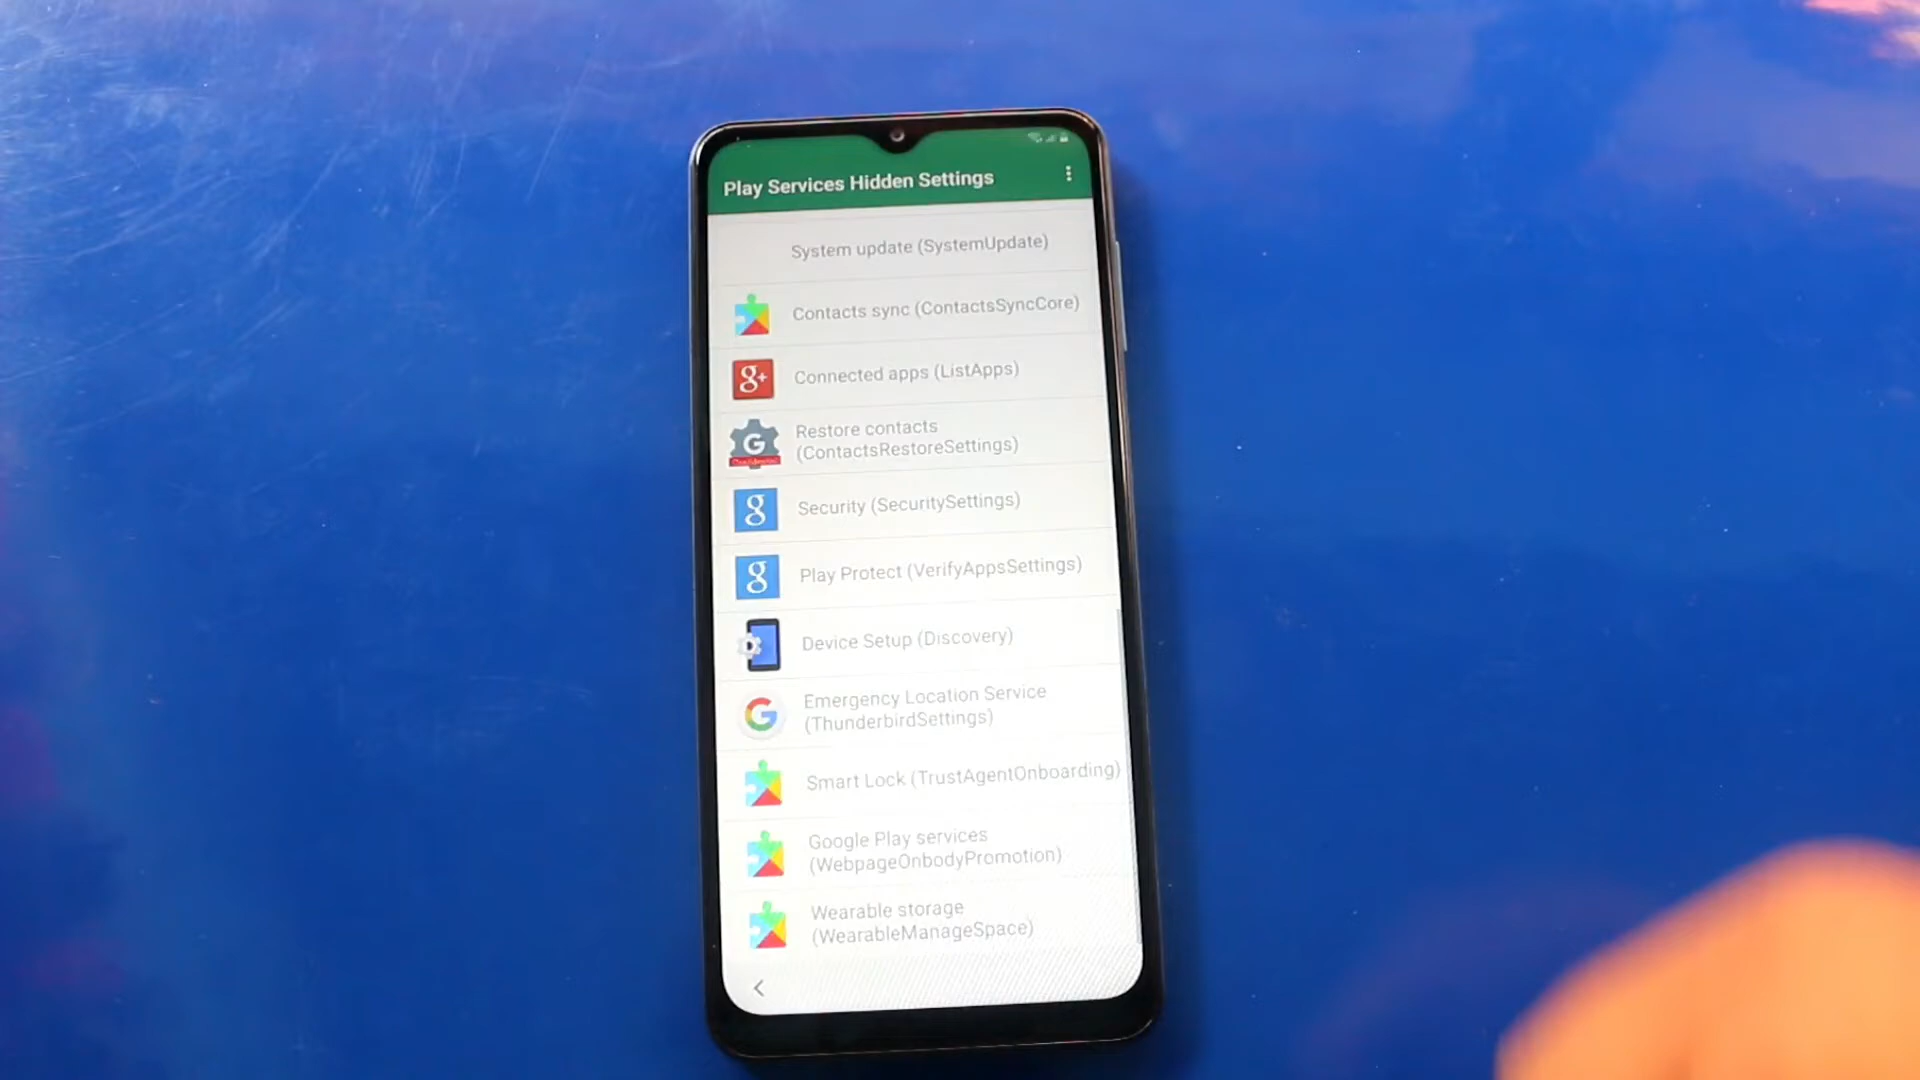 Play Services Hidden Settings
System update (SystemUpdate)
Contacts sync (ContactsSyncCore)
Connected apps (ListApps)
Restore contacts
(ContactsRestoreSettings)
Security (SecuritySettings)
Play Protect (VerifyAppsSettings)
Device Setup (Discovery)
Emergency Location Service
(ThunderbirdSettings)
Smart Lock (TrustAgentOnboarding)
Google Play services
(WebpageOnbodyPromotion)
Wearable storage
(WearableManageSpace)